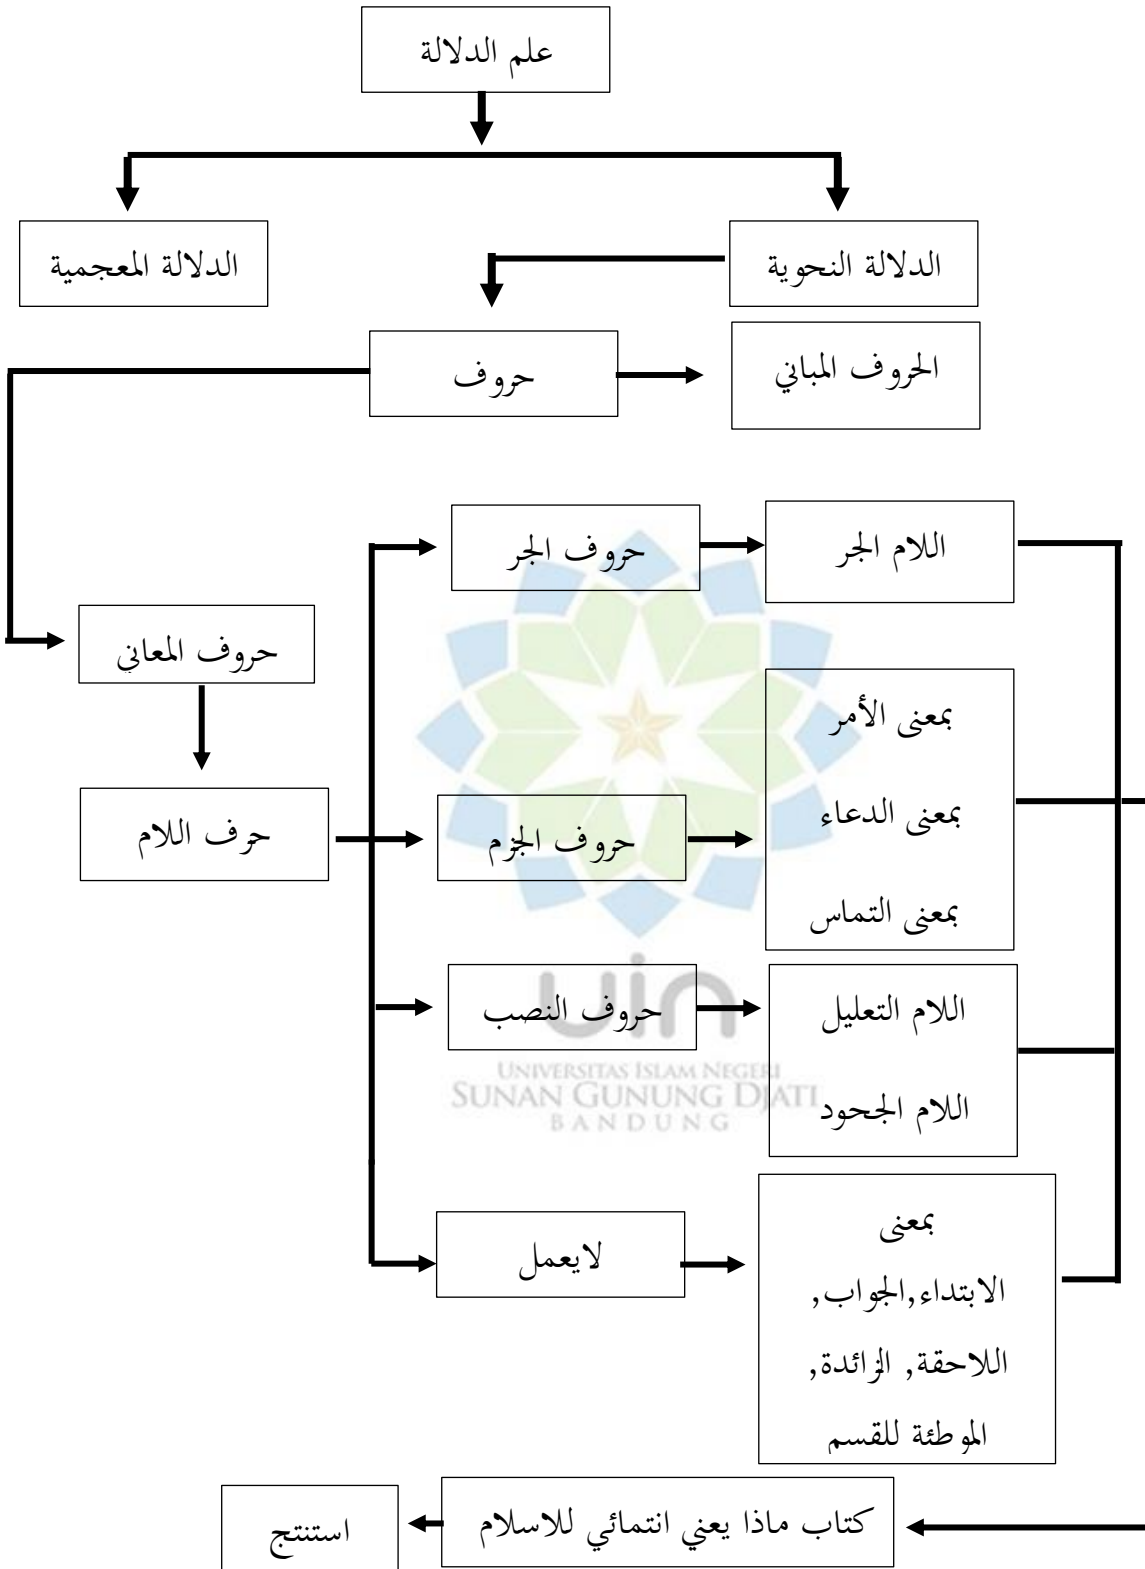 علم الدلالة
الدلالة النحوية
الدلالة المعجمية
حروف
الحروف المباني
حروف المعاني
حرف اللام
حروف الجر
اللام الجر
حروف الجزم
بمعنى الأمر
بمعنى الدعاء
بمعنى التماس
حروف النصب
اللام التعليل
اللام الجحود
لايعمل
بمعنى
الابتداء,الجواب,
اللاحقة, الزائدة,
الموطئة للقسم
كتاب ماذا يعني انتمائي للاسلام
استنتج
uin
UNIVERSITAS ISLAM NEGERI
SUNAN GUNUNG DJATI
BANDUNG